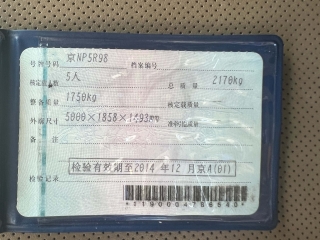 号牌号码 京NP5R98 档案编号
核定载人数 5人 总质量 2170kg
整备质量 1750kg 核定载质量
外廓尺寸 5000×1858×1493mm 准牵引总质量
备注
检验有效期至2014年12月京A(01)
检验记录